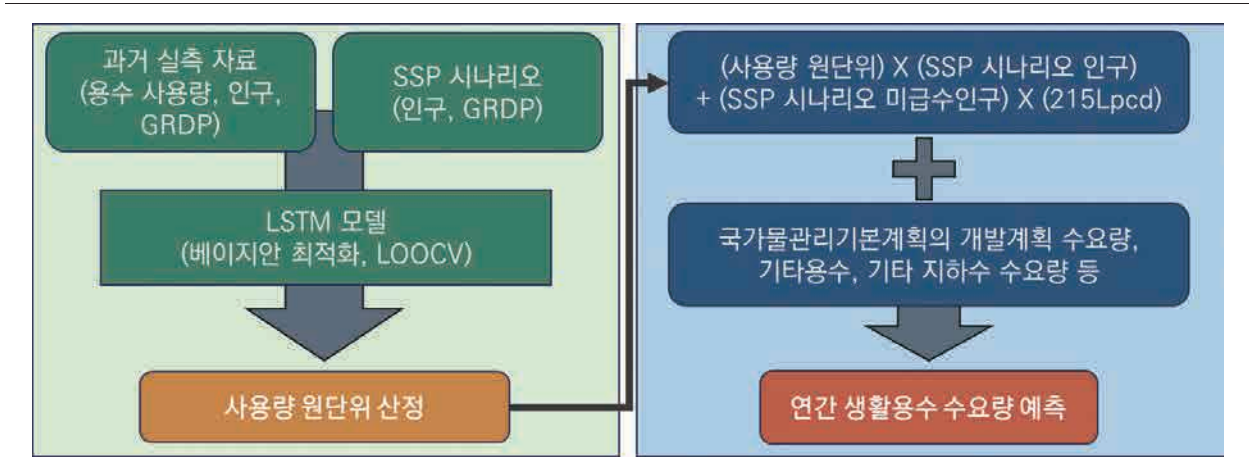 과거 실측 자료
(용수 사용량, 인구,
GRDP)
SSP 시나리오
(인구, GRDP)
LSTM 모델
(베이지안 최적화, LOOCV)
사용량 원단위 산정
(사용량 원단위) X (SSP 시나리오 인구)
+ (SSP 시나리오 미급수인구) X (215Lpcd)
국가물관리기본계획의 개발계획 수요량,
기타용수, 기타 지하수 수요량 등
연간 생활용수 수요량 예측